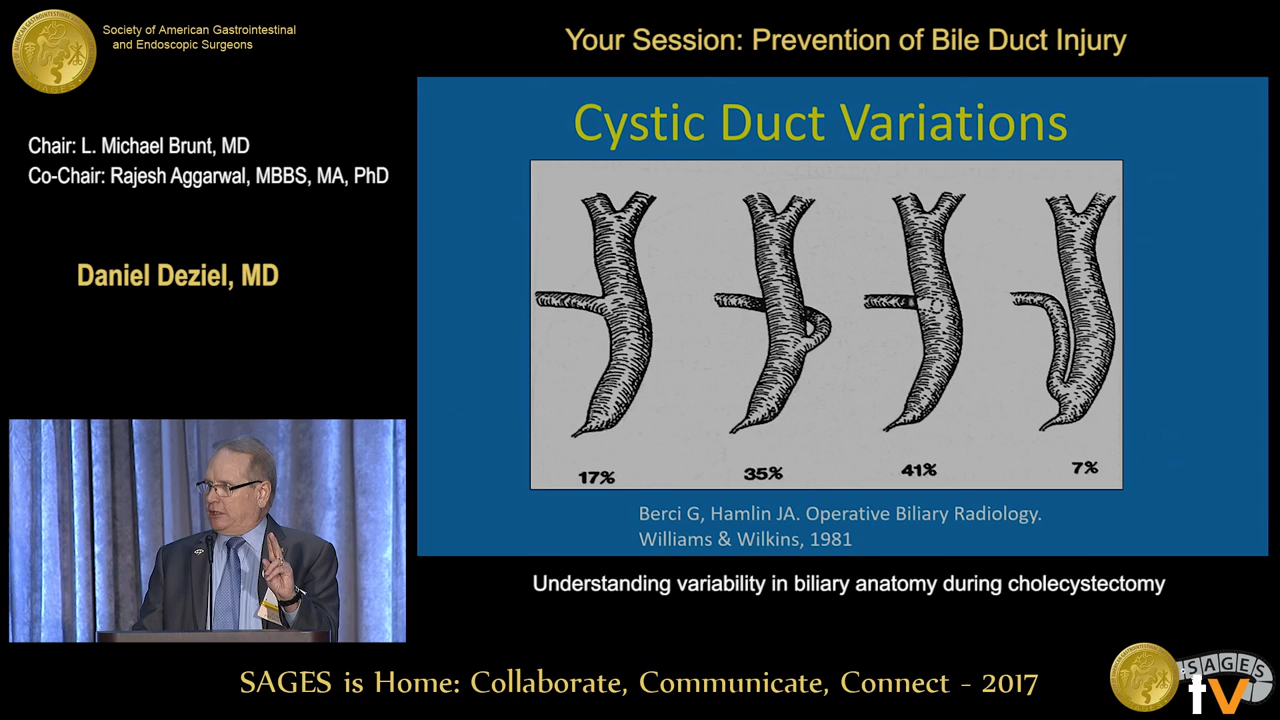 Society of American Gastrointestinal
and Endoscopic Surgeons
Your Session: Prevention of Bile Duct Injury
Chair: L. Michael Brunt, MD
Co-Chair: Rajesh Aggarwal, MBBS, MA, PhD
Daniel Deziel, MD
Cystic Duct Variations
17%
35%
41%
7%
Berci G, Hamlin JA. Operative Biliary Radiology.
Williams & Wilkins, 1981
Understanding variability in biliary anatomy during cholecystectomy
SAGES is Home: Collaborate, Communicate, Connect - 2017
SAGES
tv